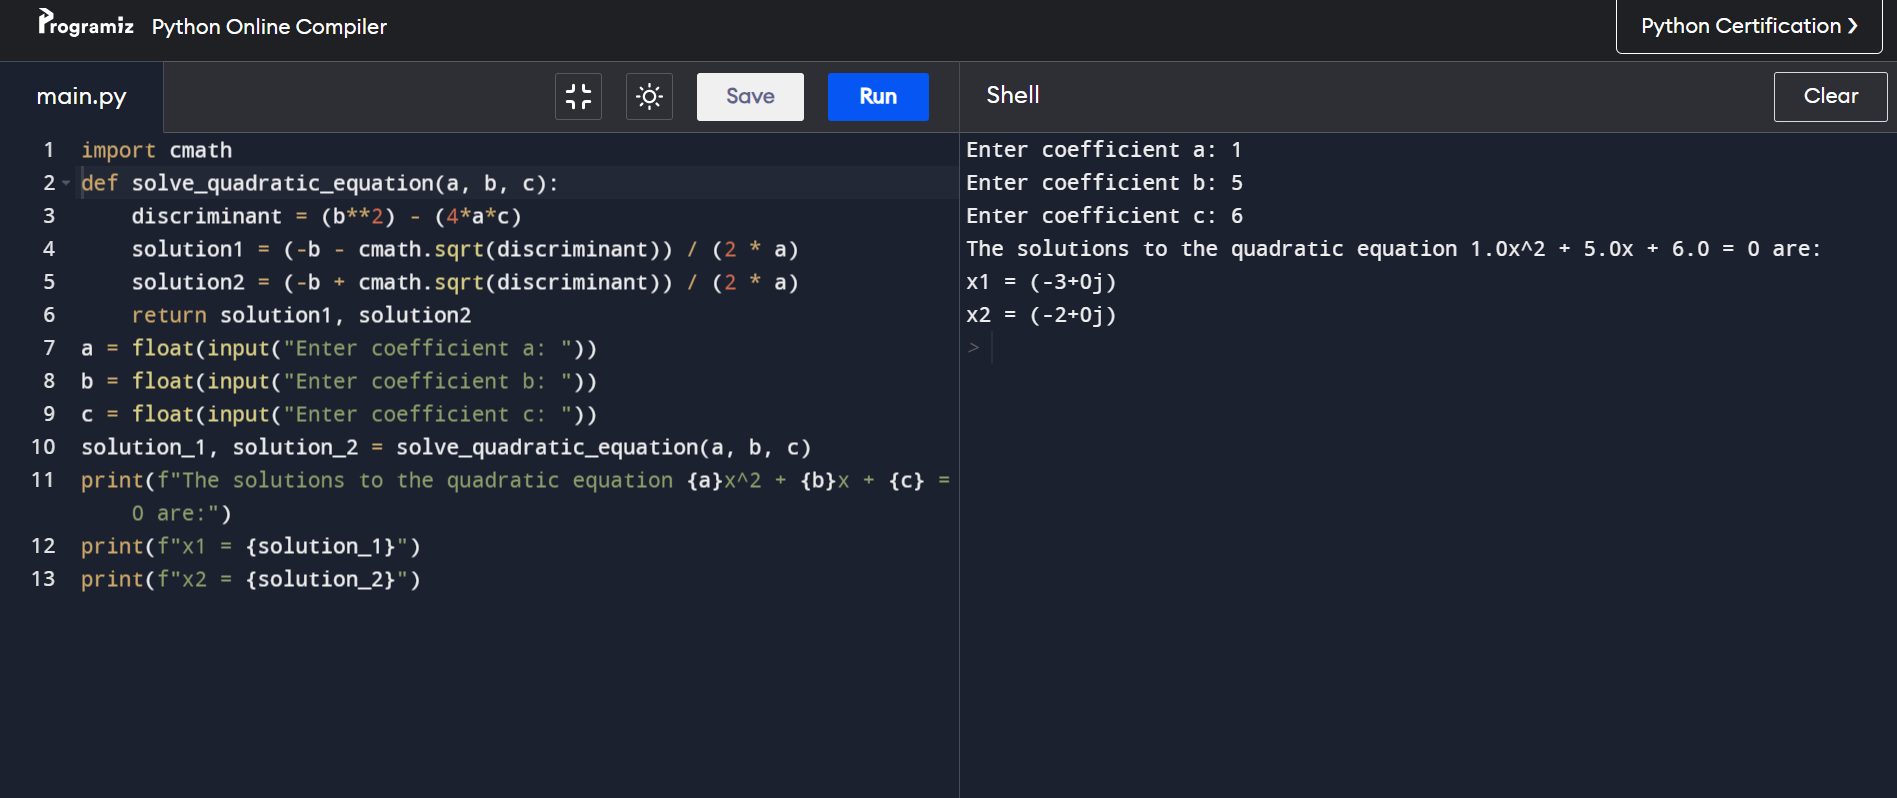 Programiz Python Online Compiler
Python Certification ❯
main.py
Save
Run
Shell
Clear
1 import cmath
2 def solve_quadratic_equation(a, b, c):
3     discriminant = (b**2) - (4*a*c)
4     solution1 = (-b - cmath.sqrt(discriminant)) / (2 * a)
5     solution2 = (-b + cmath.sqrt(discriminant)) / (2 * a)
6     return solution1, solution2
7 a = float(input("Enter coefficient a: "))
8 b = float(input("Enter coefficient b: "))
9 c = float(input("Enter coefficient c: "))
10 solution_1, solution_2 = solve_quadratic_equation(a, b, c)
11 print(f"The solutions to the quadratic equation {a}x^2 + {b}x + {c} =
0 are:")
12 print(f"x1 = {solution_1}")
13 print(f"x2 = {solution_2}")
Enter coefficient a: 1
Enter coefficient b: 5
Enter coefficient c: 6
The solutions to the quadratic equation 1.0x^2 + 5.0x + 6.0 = 0 are:
x1 = (-3+0j)
x2 = (-2+0j)
>